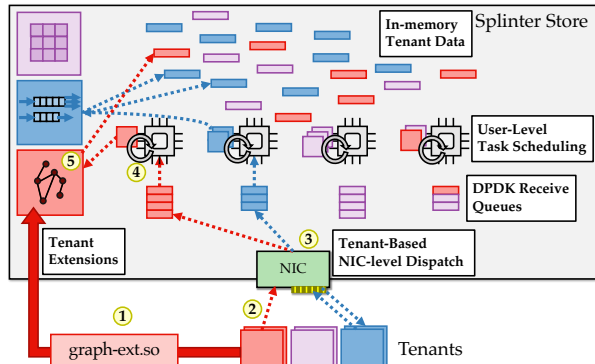 In-memory
Tenant Data
Splinter Store
User-Level
Task Scheduling
5
4
DPDK Receive
Queues
Tenant
Extensions
3
Tenant-Based
NIC-level Dispatch
NIC
1
2
graph-ext.so
Tenants